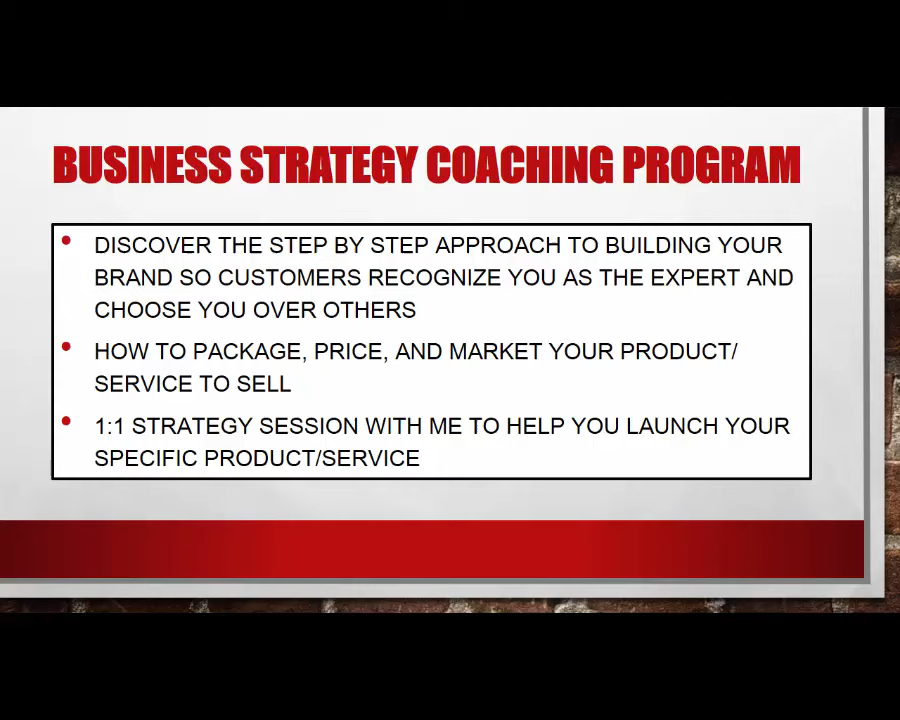 BUSINESS STRATEGY COACHING PROGRAM
• DISCOVER THE STEP BY STEP APPROACH TO BUILDING YOUR
BRAND SO CUSTOMERS RECOGNIZE YOU AS THE EXPERT AND
CHOOSE YOU OVER OTHERS
• HOW TO PACKAGE, PRICE, AND MARKET YOUR PRODUCT/
SERVICE TO SELL
• 1:1 STRATEGY SESSION WITH ME TO HELP YOU LAUNCH YOUR
SPECIFIC PRODUCT/SERVICE